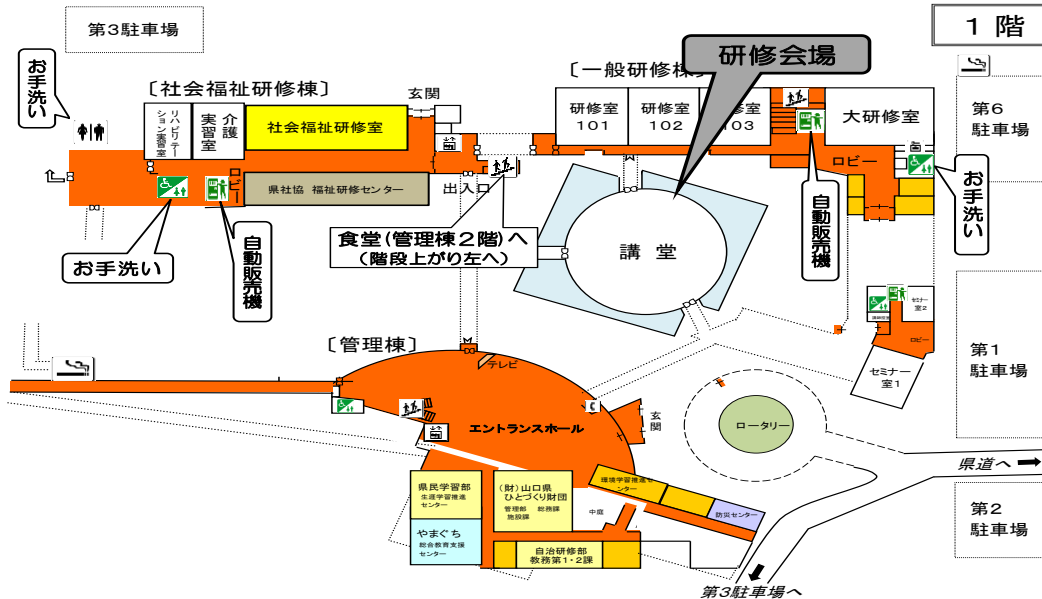 1 階
第3駐車場
研修会場
お手洗い
〔社会福祉研修棟〕
玄関
〔一般研修棟〕
リハビリテー
ション実習室
介護
実習室
社会福祉研修室
研修室
101
研修室
102
研修室
103
大研修室
第6
駐車場
ロビー
ロビー
県社協 福祉研修センター
出入口
お手洗い
自動販売機
お手洗い
自動販売機
食堂(管理棟2階)へ
(階段上がり左へ)
講 堂
セミナー
室2
ロビー
セミナー
室1
第1
駐車場
〔管理棟〕
テレビ
エントランスホール
玄関
ロータリー
県道へ
県民学習部
生涯学習推進
センター
(財)山口県
ひとづくり財団
管理部 総務課
施設課
中庭
環境学習推進セ
ンター
防災センター
第2
駐車場
やまぐち
総合教育支援
センター
自治研修部
教務第1・2課
第3駐車場へ